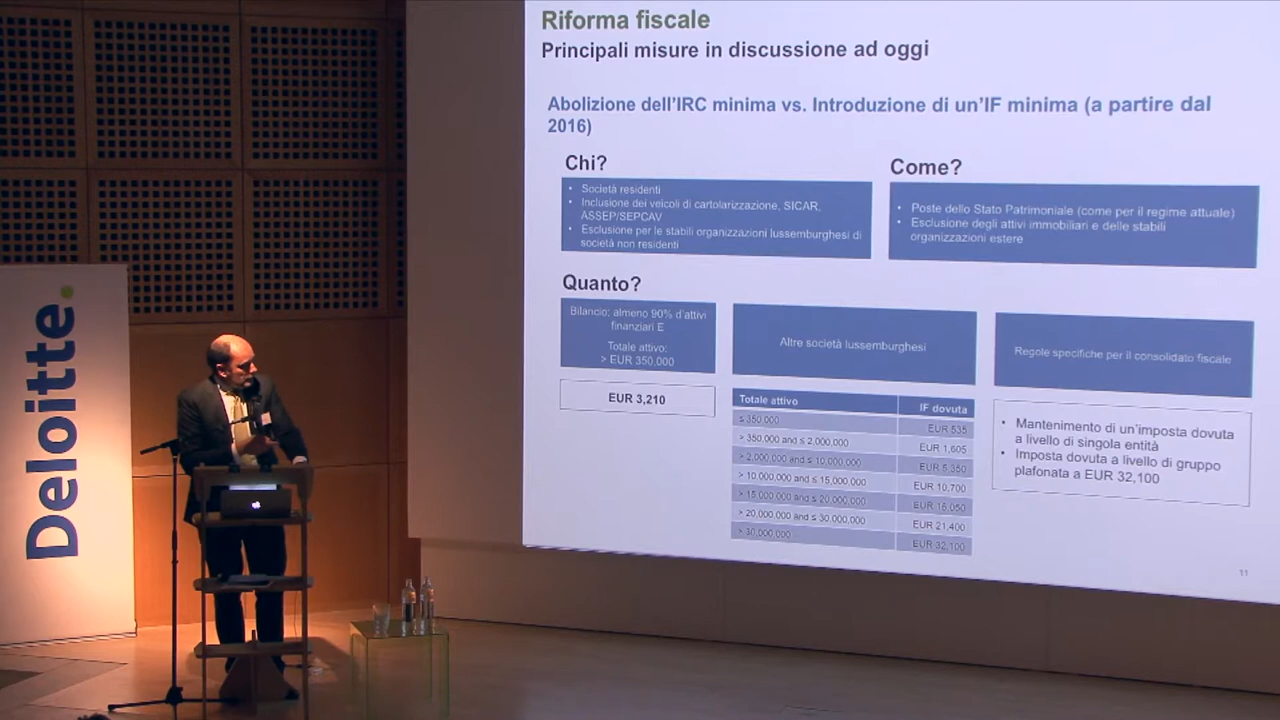 Deloitte.
Riforma fiscale
Principali misure in discussione ad oggi
Abolizione dell'IRC minima vs. Introduzione di un'IF minima (a partire dal
2016)
Chi?
• Società residenti
• Inclusione dei veicoli di cartolarizzazione, SICAR,
ASSEP/SEPCAV
• Esclusione per le stabili organizzazioni lussemburghesi di
società non residenti
Come?
• Poste dello Stato Patrimoniale (come per il regime attuale)
• Esclusione degli attivi immobiliari e delle stabili
organizzazioni estere
Quanto?
Bilancio: almeno 90% d'attivi
finanziari E
Totale attivo:
> EUR 350,000
EUR 3,210
Altre società lussemburghesi
Totale attivo IF dovuta
≤ 350.000 EUR 535
> 350,000 and ≤ 2,000,000 EUR 1,605
> 2,000,000 and ≤ 10,000,000 EUR 5,350
> 10,000,000 and ≤ 15,000,000 EUR 10,700
> 15,000,000 and ≤ 20,000,000 EUR 16,050
> 20,000,000 and ≤ 30,000,000 EUR 21,400
> 30,000,000 EUR 32,100
Regole specifiche per il consolidato fiscale
• Mantenimento di un'imposta dovuta
a livello di singola entità
• Imposta dovuta a livello di gruppo
plafonata a EUR 32,100
11